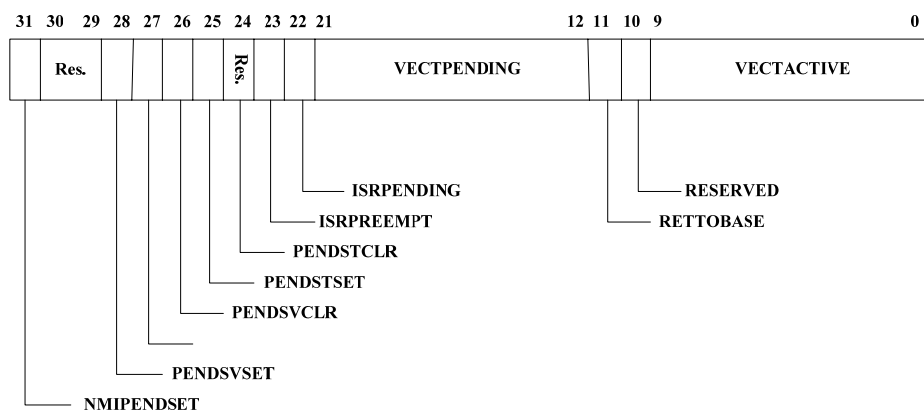 31 30 29 28 27 26 25 24 23 22 21 12 11 10 9 0
Res. Res. VECTPENDING VECTACTIVE
ISRPENDING RESERVED
ISRPREEMPT RETTOBASE
PENDSTCLR
PENDSTSET
PENDSVCLR
PENDSVSET
NMIPENDSET